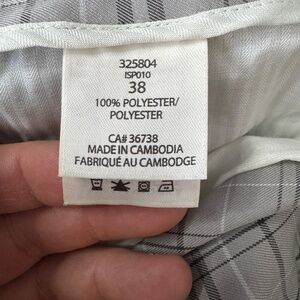 325804
ISP010
38
100% POLYESTER/
POLYESTER
CA# 36738
MADE IN CAMBODIA
FABRIQUÉ AU CAMBODGE